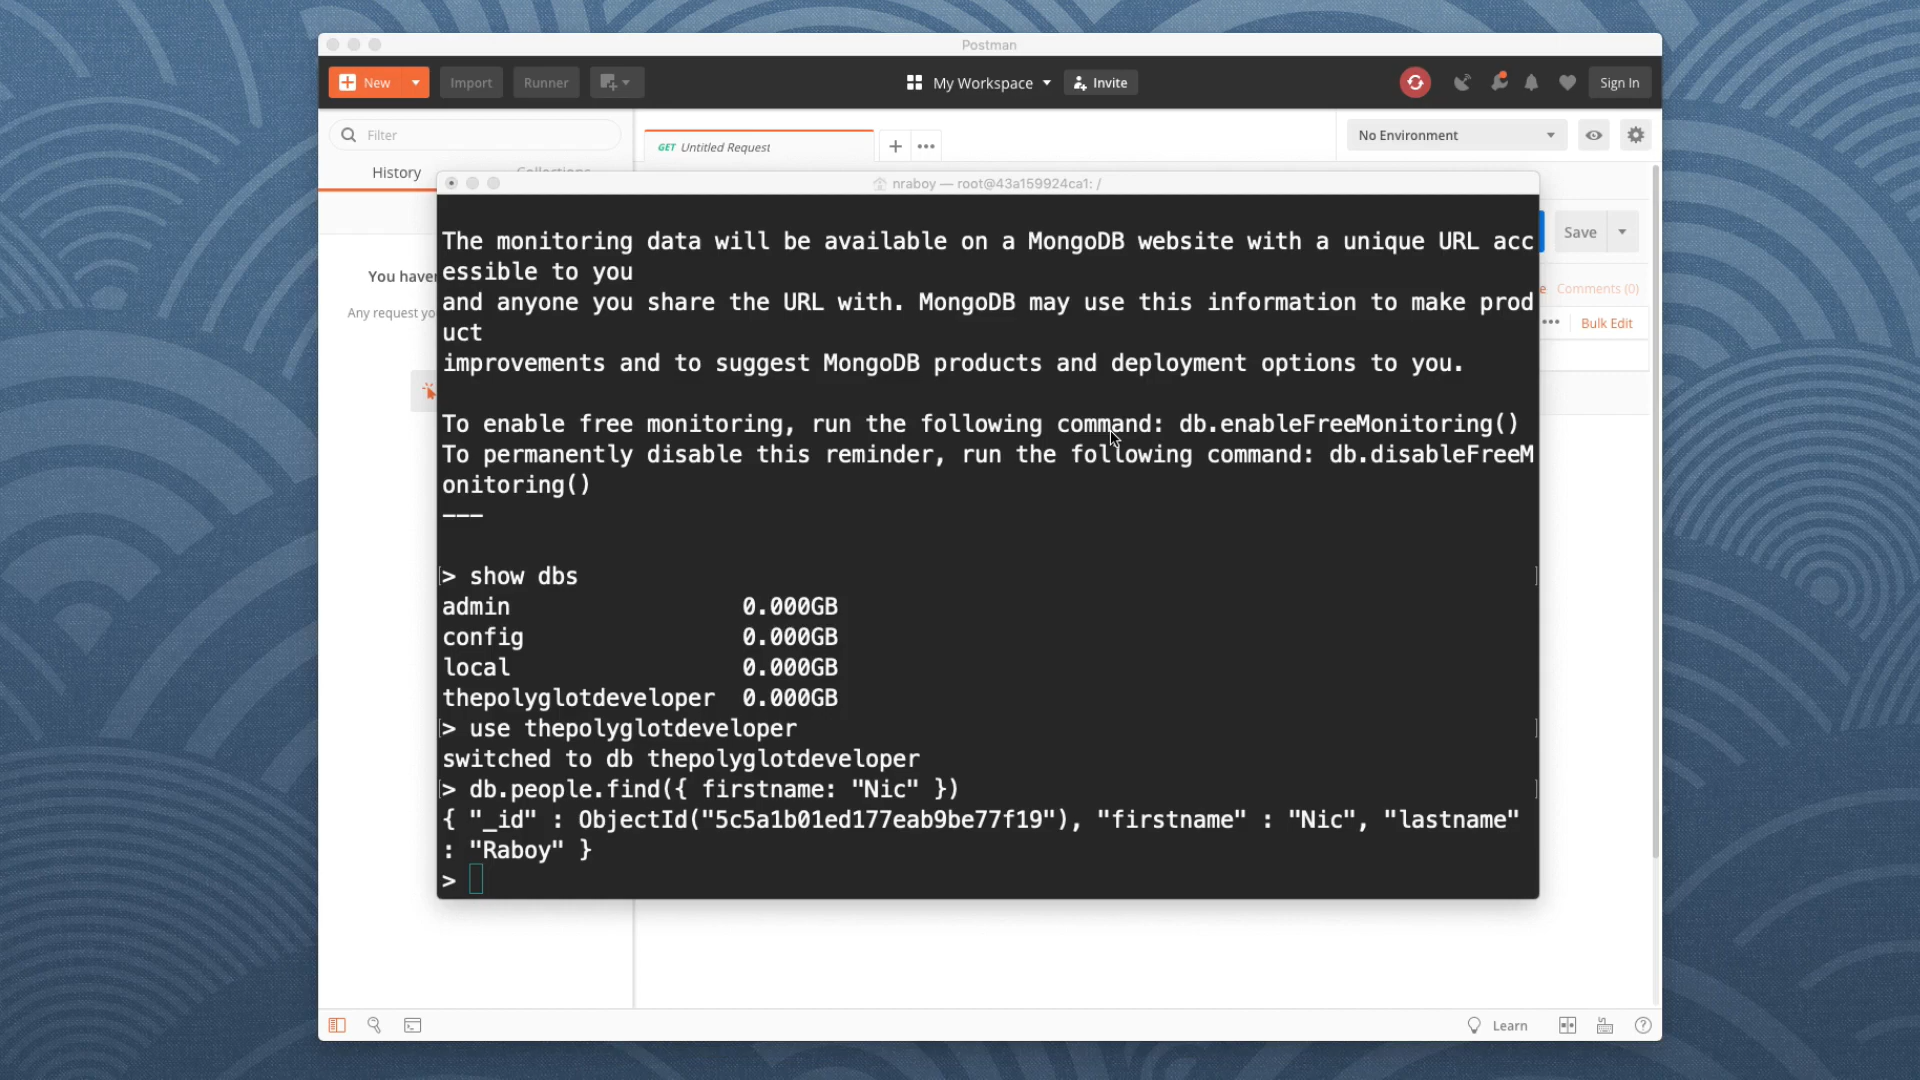 Postman
New
Import
Runner
My Workspace
Invite
Sign In
Filter
GET Untitled Request
No Environment
History
nraboy — root@43a159924ca1: /
Save
You haven
Any request yo
Comments (0)
Bulk Edit
The monitoring data will be available on a MongoDB website with a unique URL acc
essible to you
and anyone you share the URL with. MongoDB may use this information to make prod
uct
improvements and to suggest MongoDB products and deployment options to you.
To enable free monitoring, run the following command: db.enableFreeMonitoring()
To permanently disable this reminder, run the following command: db.disableFreeM
onitoring()
---
> show dbs
admin 0.000GB
config 0.000GB
local 0.000GB
thepolyglotdeveloper 0.000GB
> use thepolyglotdeveloper
switched to db thepolyglotdeveloper
> db.people.find({ firstname: "Nic" })
{ "_id" : ObjectId("5c5a1b01ed177eab9be77f19"), "firstname" : "Nic", "lastname"
: "Raboy" }
>
Learn